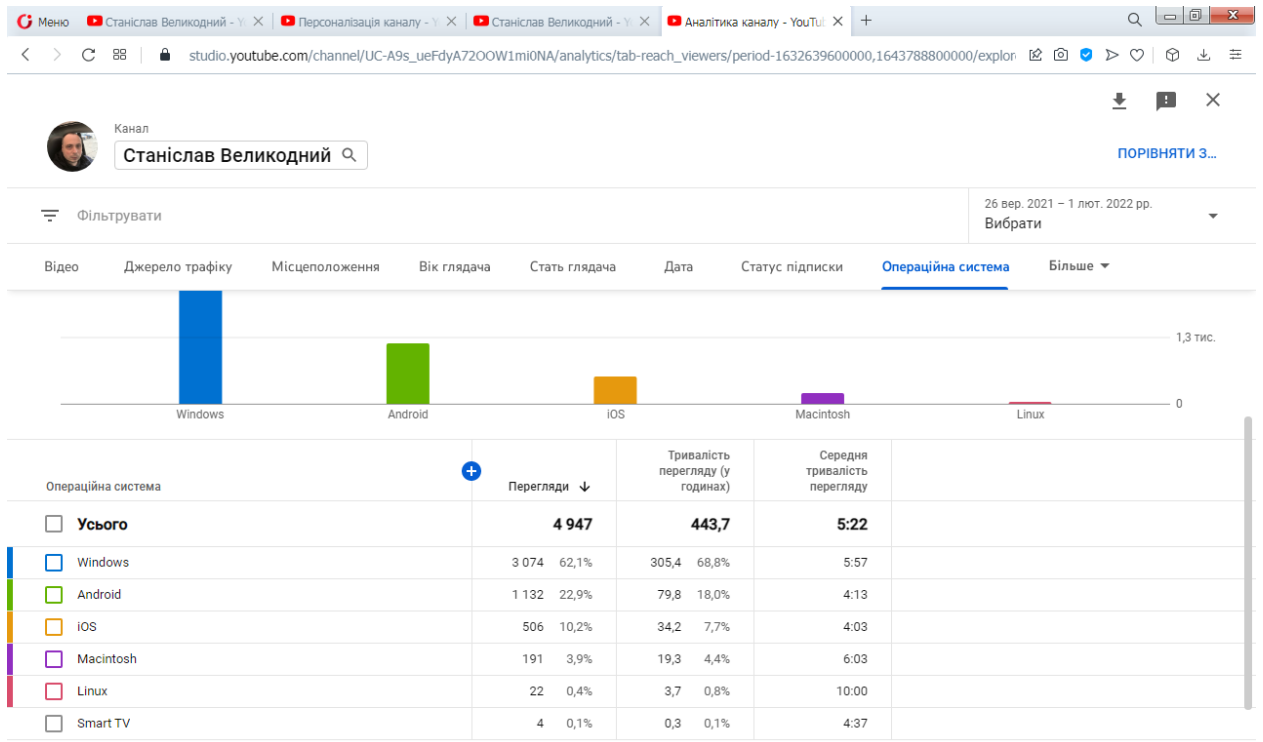 Меню
Станіслав Великодний - Yo
Персоналізація каналу - Y
Станіслав Великодний - Yo
Аналітика каналу - YouTub
studio.youtube.com/channel/UC-A9s_ueFdyA72OOW1mi0NA/analytics/tab-reach_viewers/period-1632639600000,1643788800000/explor
Канал
Станіслав Великодний
ПОРІВНЯТИ З...
Фільтрувати
26 вер. 2021 – 1 лют. 2022 рр.
Вибрати
Відео Джерело трафіку Місцеположення Вік глядача Стать глядача Дата Статус підписки Операційна система Більше
1,3 тис.
0
Windows Android iOS Macintosh Linux
Операційна система
Перегляди
Тривалість
перегляду (у
годинах)
Середня
тривалість
перегляду
Усього 4 947 443,7 5:22
Windows 3 074 62,1% 305,4 68,8% 5:57
Android 1 132 22,9% 79,8 18,0% 4:13
iOS 506 10,2% 34,2 7,7% 4:03
Macintosh 191 3,9% 19,3 4,4% 6:03
Linux 22 0,4% 3,7 0,8% 10:00
Smart TV 4 0,1% 0,3 0,1% 4:37